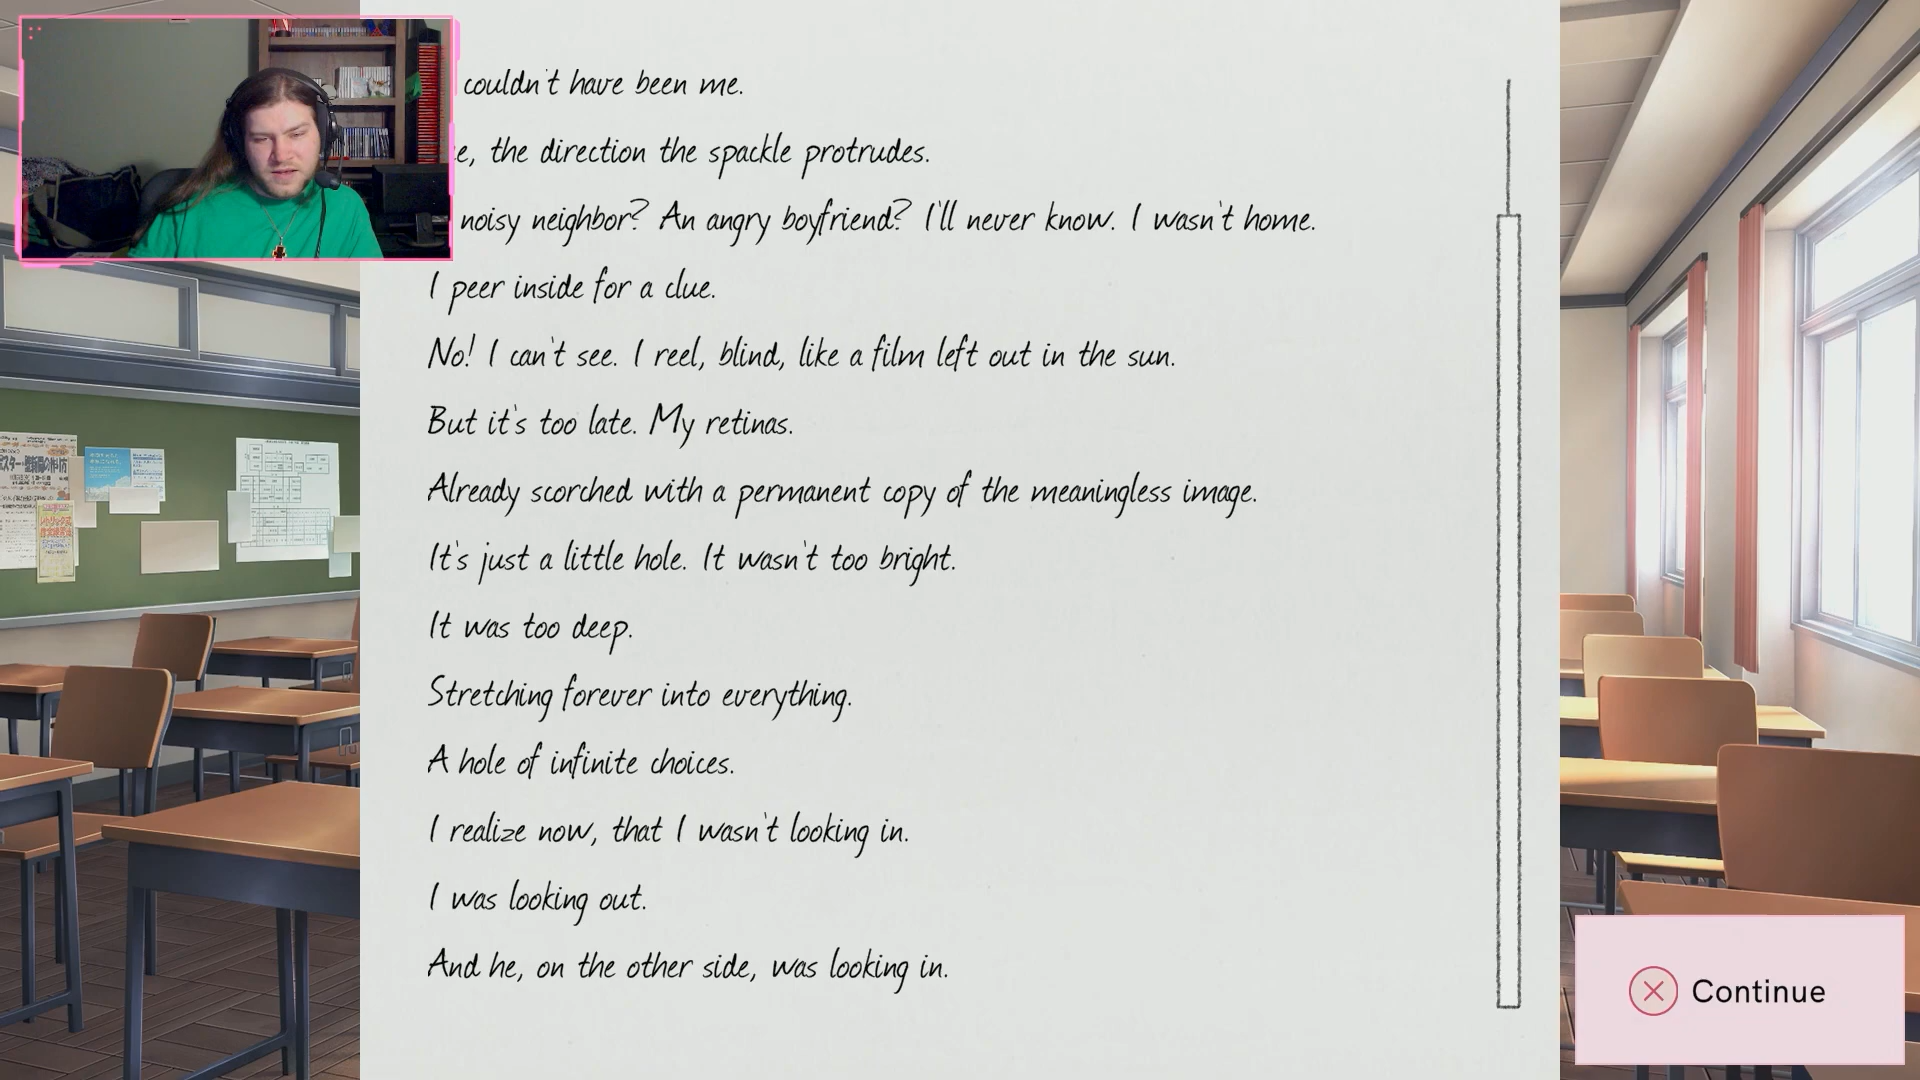 couldn't have been me.
the direction the spackle protrudes.
noisy neighbor? An angry boyfriend? I'll never know. I wasn't home.
I peer inside for a clue.
No! I can't see. I reel, blind, like a film left out in the sun.
But it's too late. My retinas.
Already scorched with a permanent copy of the meaningless image.
It's just a little hole. It wasn't too bright.
It was too deep.
Stretching forever into everything.
A hole of infinite choices.
I realize now, that I wasn't looking in.
I was looking out.
And he, on the other side, was looking in.
Continue